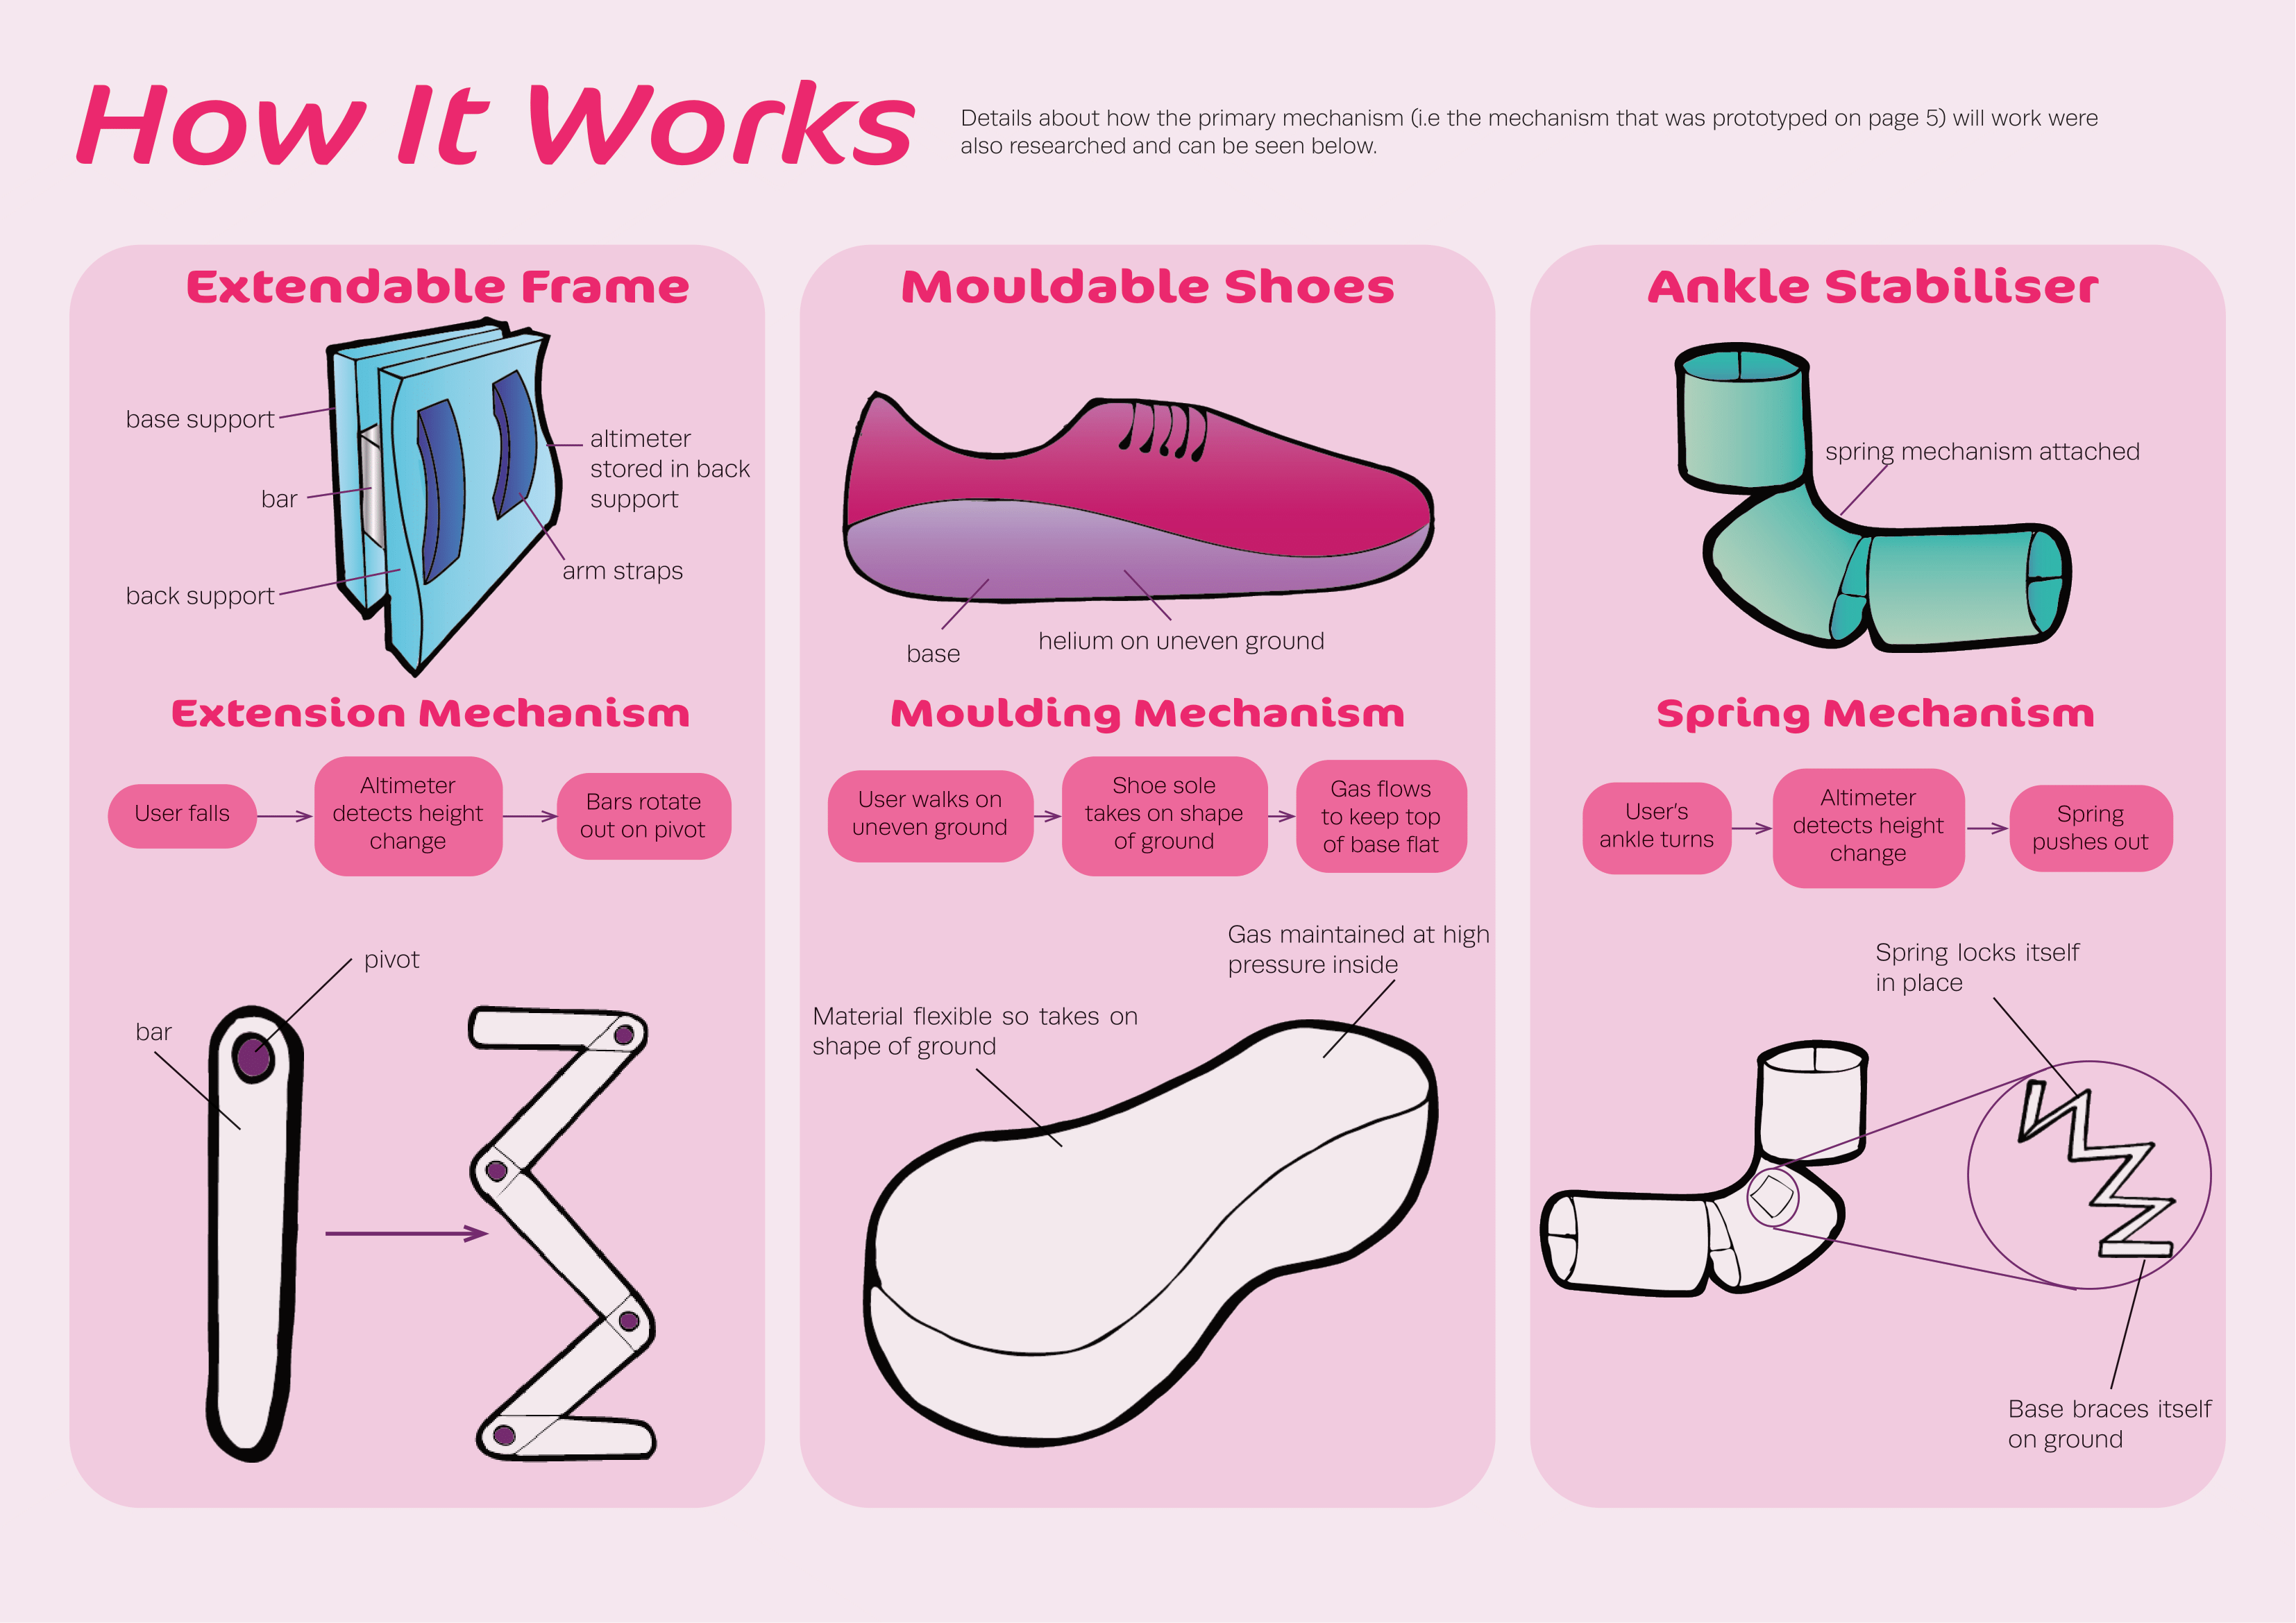 How It Works
Details about how the primary mechanism (i.e the mechanism that was prototyped on page 5) will work were
also researched and can be seen below.
Extendable Frame
base support
bar
back support
altimeter
stored in back
support
arm straps
Extension Mechanism
User falls
Altimeter
detects height
change
Bars rotate
out on pivot
pivot
bar
Mouldable Shoes
base
helium on uneven ground
Moulding Mechanism
User walks on
uneven ground
Shoe sole
takes on shape
of ground
Gas flows
to keep top
of base flat
Gas maintained at high
pressure inside
Material flexible so takes on
shape of ground
Ankle Stabiliser
spring mechanism attached
Spring Mechanism
User's
ankle turns
Altimeter
detects height
change
Spring
pushes out
Spring locks itself
in place
Base braces itself
on ground